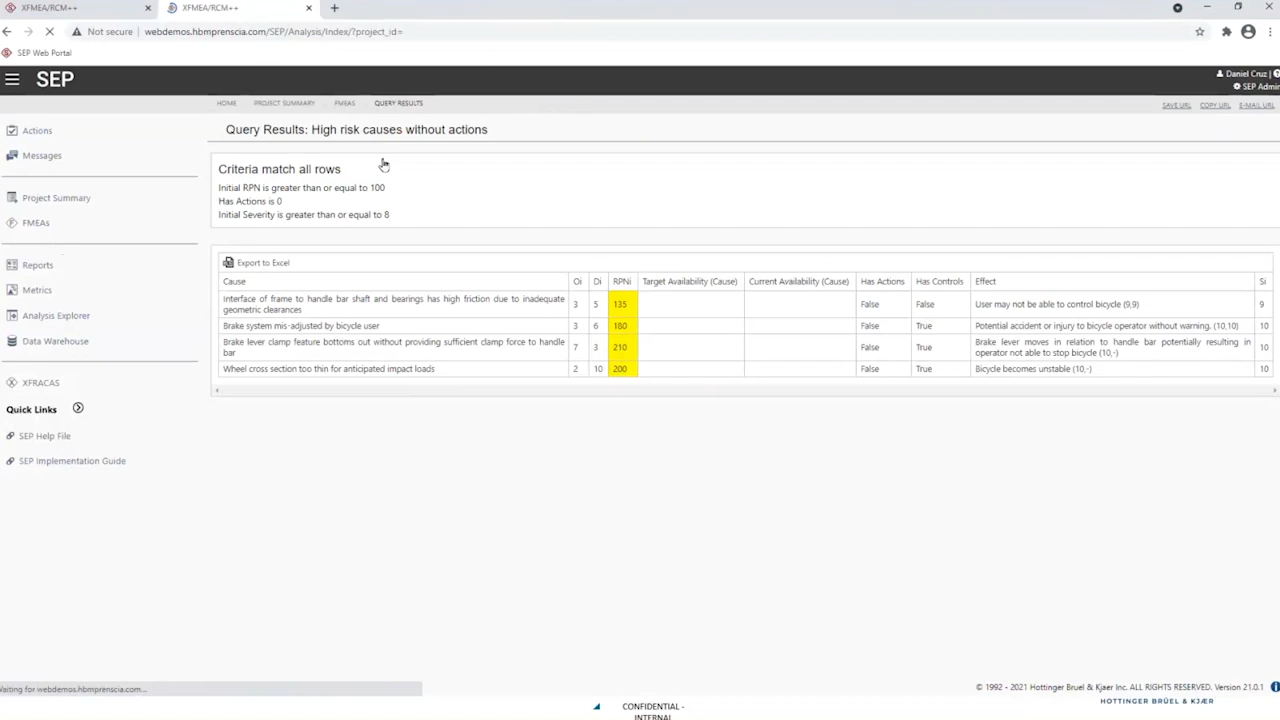 XFMEA/RCM++
XFMEA/RCM++
Not secure webdemos.hbmprenscia.com/SEP/Analysis/Index/?project_id=
SEP Web Portal
SEP
Daniel Cruz |
SEP Admin
HOME PROJECT SUMMARY FMEAS QUERY RESULTS
SAVE URL COPY URL E-MAIL URL
Actions
Messages
Project Summary
FMEAs
Reports
Metrics
Analysis Explorer
Data Warehouse
XFRACAS
Quick Links
SEP Help File
SEP Implementation Guide
Query Results: High risk causes without actions
Criteria match all rows
Initial RPN is greater than or equal to 100
Has Actions is 0
Initial Severity is greater than or equal to 8
Export to Excel
Cause Oi Di RPNi Target Availability (Cause) Current Availability (Cause) Has Actions Has Controls Effect Si
Interface of frame to handle bar shaft and bearings has high friction due to inadequate
geometric clearances 3 5 135 False False User may not be able to control bicycle (9,9) 9
Brake system mis-adjusted by bicycle user 3 6 180 False True Potential accident or injury to bicycle operator without warning. (10,10) 10
Brake lever clamp feature bottoms out without providing sufficient clamp force to handle
bar 7 3 210 False True Brake lever moves in relation to handle bar potentially resulting in
operator not able to stop bicycle (10,-) 10
Wheel cross section too thin for anticipated impact loads 2 10 200 False True Bicycle becomes unstable (10,-) 10
Waiting for webdemos.hbmprenscia.com...
© 1992 - 2021 Hottinger Bruel & Kjaer Inc. ALL RIGHTS RESERVED. Version 21.0.1
HOTTINGER BRÜEL & KJÆR
CONFIDENTIAL -
INTERNAL